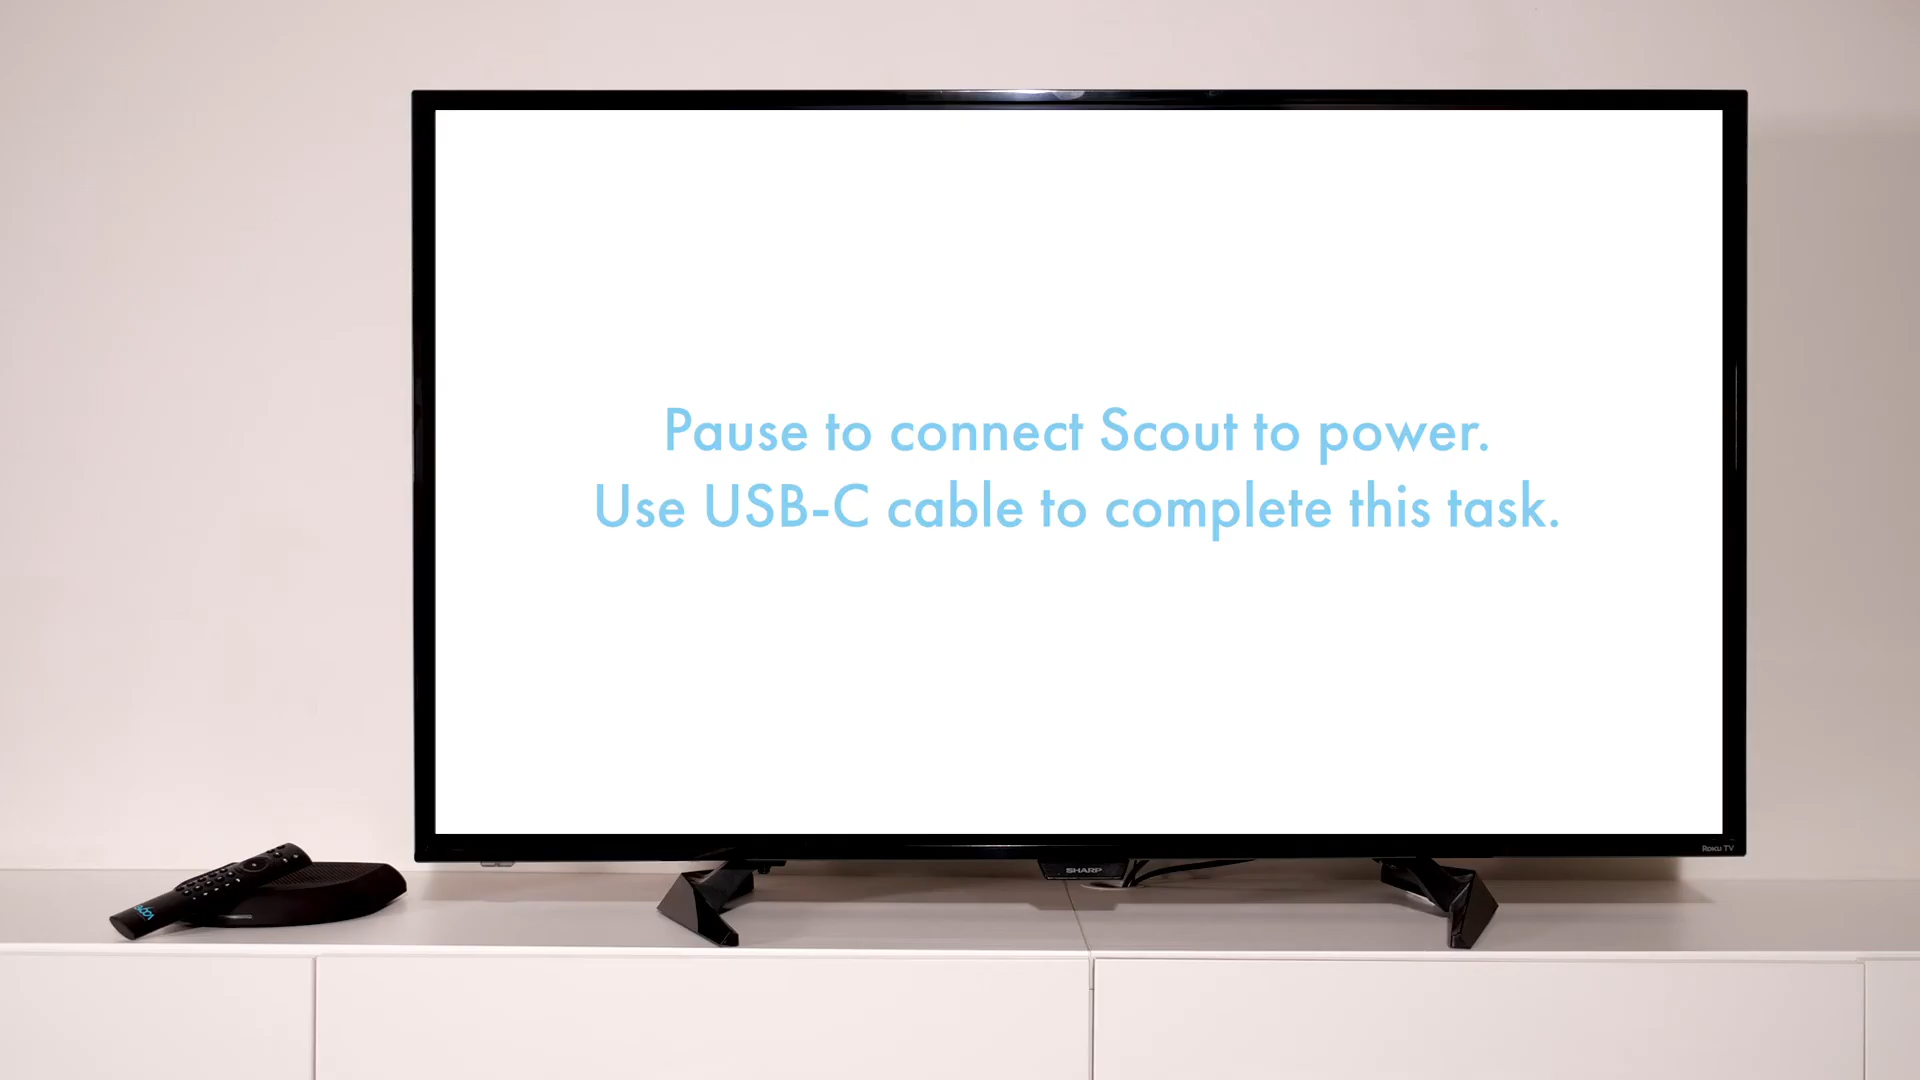 Pause to connect Scout to power.
Use USB-C cable to complete this task.
Roku TV
SHARP